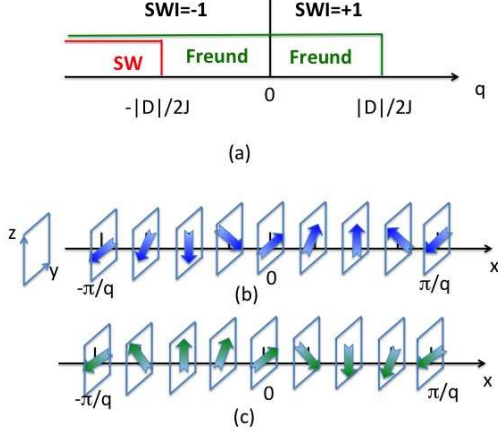 SWI=-1 SWI=+1
SW Freund Freund
-|D|/2J 0 |D|/2J q
(a)
z
y
-π/q 0 π/q x
(b)
-π/q 0 π/q x
(c)